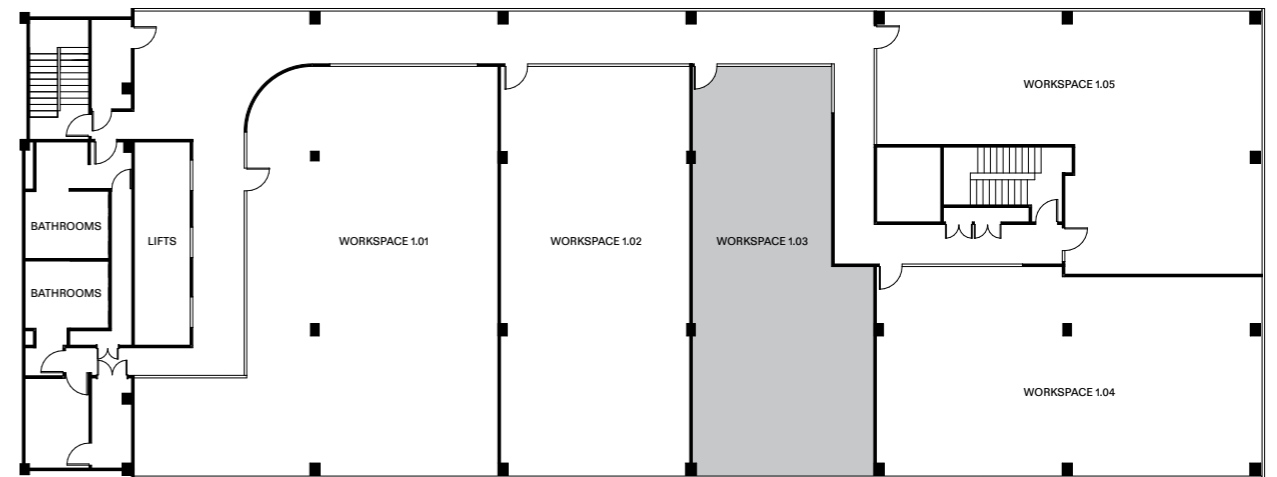 WORKSPACE 1.05
BATHROOMS
LIFTS
WORKSPACE 1.01
WORKSPACE 1.02
WORKSPACE 1.03
BATHROOMS
WORKSPACE 1.04